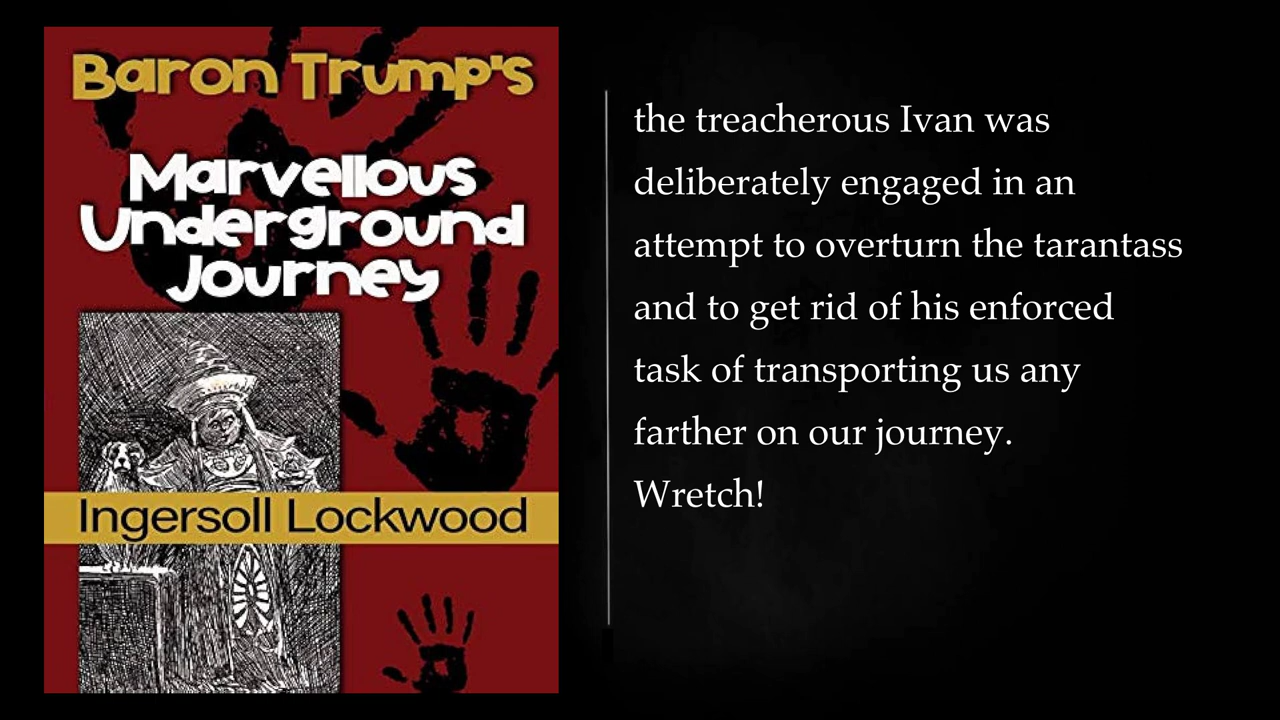 Baron Trump's
Marvellous
Underground
Journey
Ingersoll Lockwood
the treacherous Ivan was
deliberately engaged in an
attempt to overturn the tarantass
and to get rid of his enforced
task of transporting us any
farther on our journey.
Wretch!